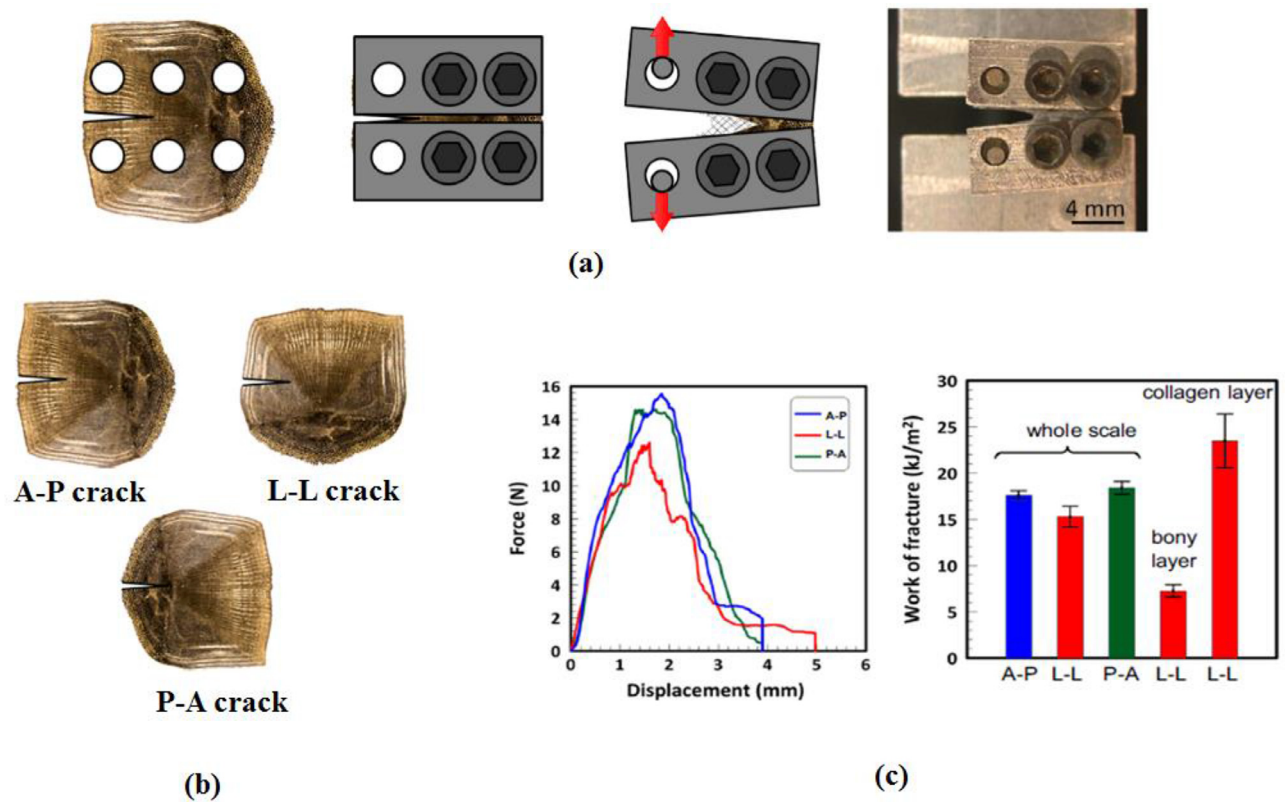 4 mm
(a)
A-P crack
L-L crack
P-A crack
(b)
16
14
12
10
8
6
4
2
0
Force (N)
0 1 2 3 4 5 6
Displacement (mm)
A-P
L-L
P-A
30
25
20
15
10
5
0
Work of fracture (kJ/m²)
whole scale
bony
layer
collagen layer
A-P L-L P-A L-L L-L
(c)